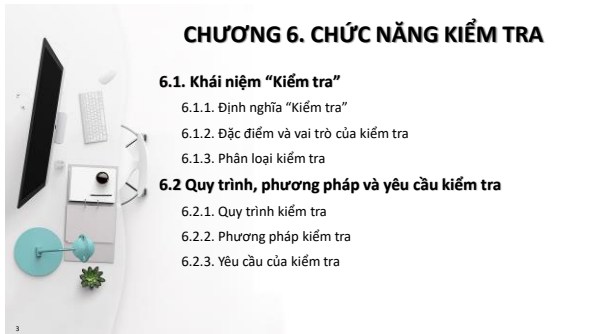 CHƯƠNG 6. CHỨC NĂNG KIỂM TRA
6.1. Khái niệm “Kiểm tra”
6.1.1. Định nghĩa “Kiểm tra”
6.1.2. Đặc điểm và vai trò của kiểm tra
6.1.3. Phân loại kiểm tra
6.2 Quy trình, phương pháp và yêu cầu kiểm tra
6.2.1. Quy trình kiểm tra
6.2.2. Phương pháp kiểm tra
6.2.3. Yêu cầu của kiểm tra
3